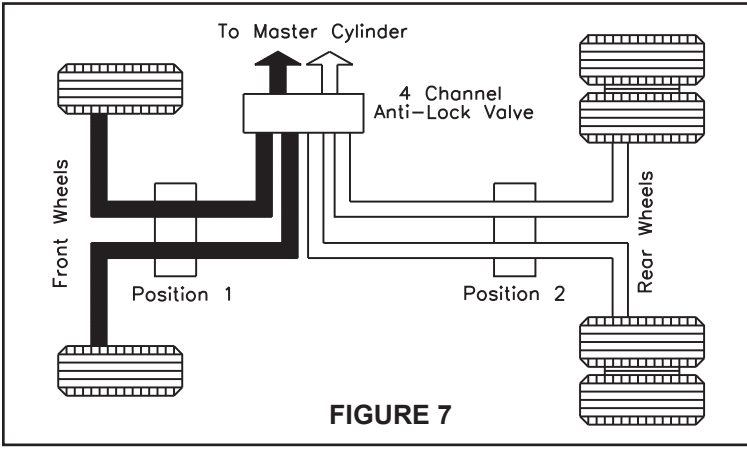 To Master Cylinder
4 Channel
Anti-Lock Valve
Front Wheels
Rear Wheels
Position 1
Position 2
FIGURE 7